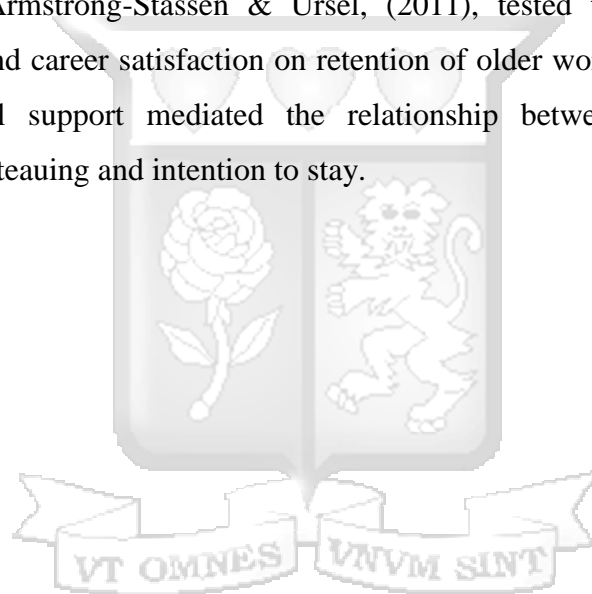 Armstrong-Stassen & Ursel, (2011), tested
nd career satisfaction on retention of older wor
l support mediated the relationship betwe
teauing and intention to stay.
VT OMNES VNVM SINT